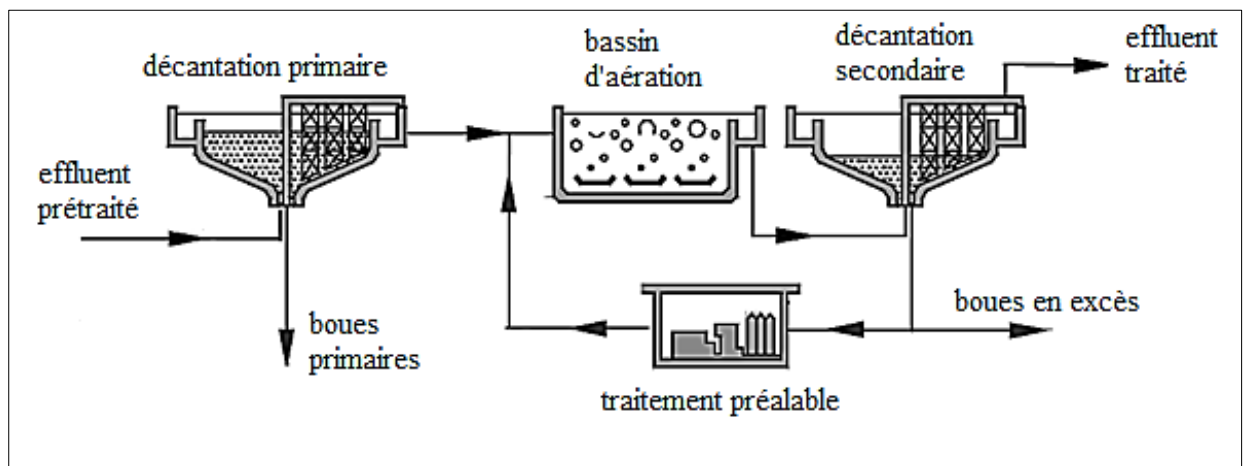 décantation primaire
bassin
d'aération
décantation
secondaire
effluent
traité
effluent
prétraité
boues
primaires
boues en excès
traitement préalable